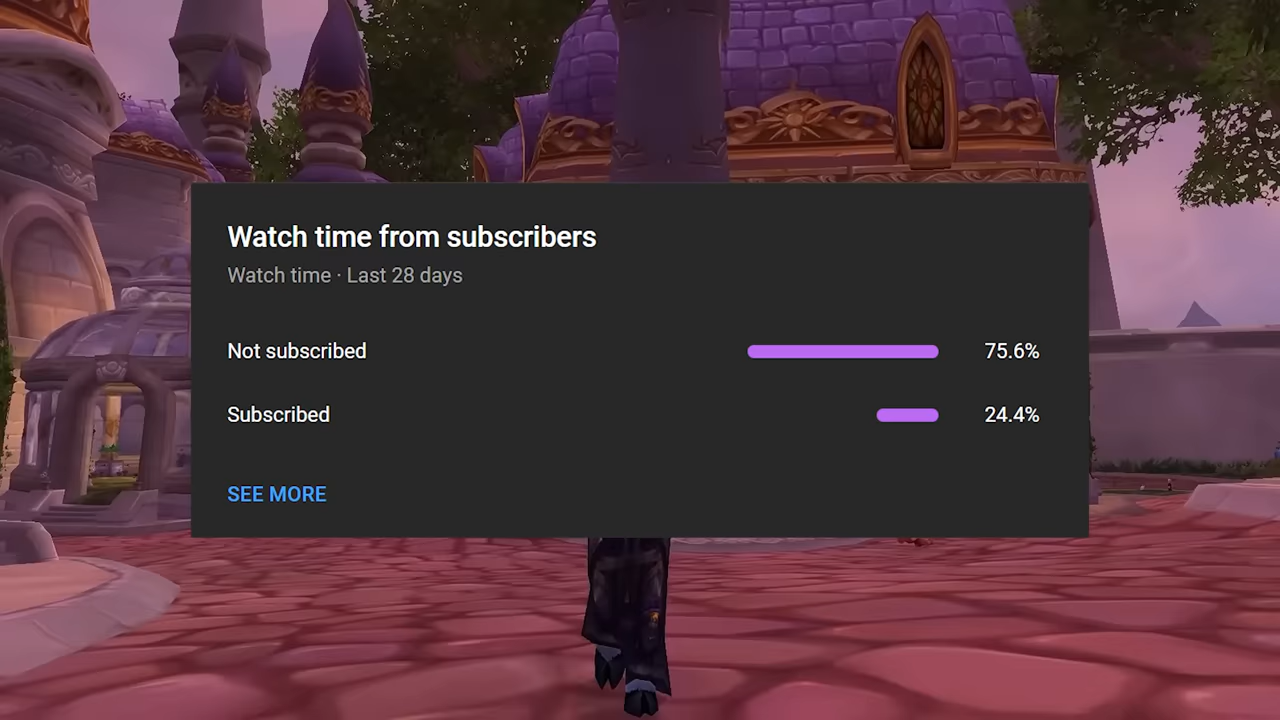 Watch time from subscribers
Watch time · Last 28 days
Not subscribed 75.6%
Subscribed 24.4%
SEE MORE